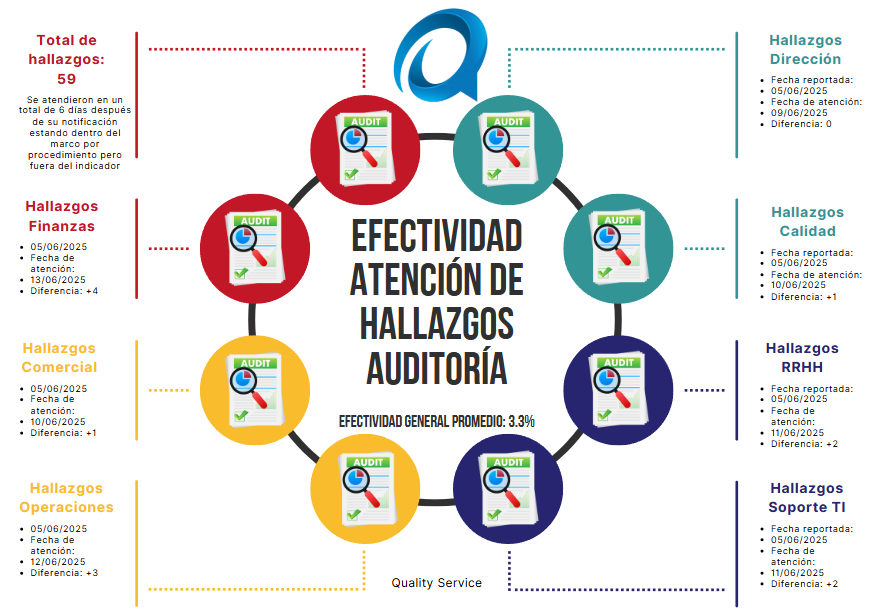 Total de
hallazgos:
59
Se atendieron en un
total de 6 días después
de su notificación
estando dentro del
marco por
procedimiento pero
fuera del indicador
Hallazgos
Finanzas
• 05/06/2025
• Fecha de
atención:
• 13/06/2025
• Diferencia: +4
Hallazgos
Comercial
• 05/06/2025
• Fecha de
atención:
• 10/06/2025
• Diferencia: +1
Hallazgos
Operaciones
• 05/06/2025
• Fecha de
atención:
• 12/06/2025
• Diferencia: +3
AUDIT
AUDIT
AUDIT
AUDIT
AUDIT
AUDIT
AUDIT
AUDIT
EFECTIVIDAD
ATENCIÓN DE
HALLAZGOS
AUDITORÍA
EFECTIVIDAD GENERAL PROMEDIO: 3.3%
Quality Service
Hallazgos
Dirección
• Fecha reportada:
• 05/06/2025
• Fecha de atención:
• 09/06/2025
• Diferencia: 0
Hallazgos
Calidad
• Fecha reportada:
• 05/06/2025
• Fecha de atención:
• 10/06/2025
• Diferencia: +1
Hallazgos
RRHH
• Fecha reportada:
• 05/06/2025
• Fecha de
atención:
• 11/06/2025
• Diferencia: +2
Hallazgos
Soporte TI
• Fecha reportada:
• 05/06/2025
• Fecha de
atención:
• 11/06/2025
• Diferencia: +2